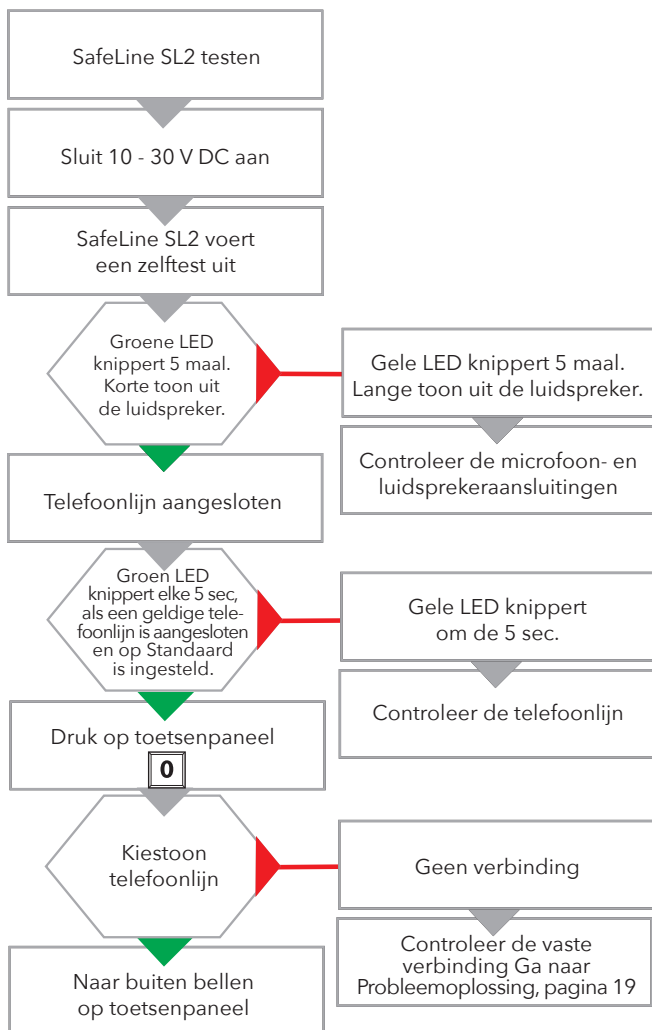 SafeLine SL2 testen
Sluit 10 - 30 V DC aan
SafeLine SL2 voert
een zelftest uit
Groene LED
knippert 5 maal.
Korte toon uit
de luidspreker.
Gele LED knippert 5 maal.
Lange toon uit de luidspreker.
Controleer de microfoon- en
luidsprekeraansluitingen
Telefoonlijn aangesloten
Groen LED
knippert elke 5 sec,
als een geldige tele-
foonlijn is aangesloten
en op Standaard
is ingesteld.
Gele LED knippert
om de 5 sec.
Controleer de telefoonlijn
Druk op toetsenpaneel
0
Kiestoon
telefoonlijn
Geen verbinding
Controleer de vaste
verbinding Ga naar
Probleemoplossing, pagina 19
Naar buiten bellen
op toetsenpaneel